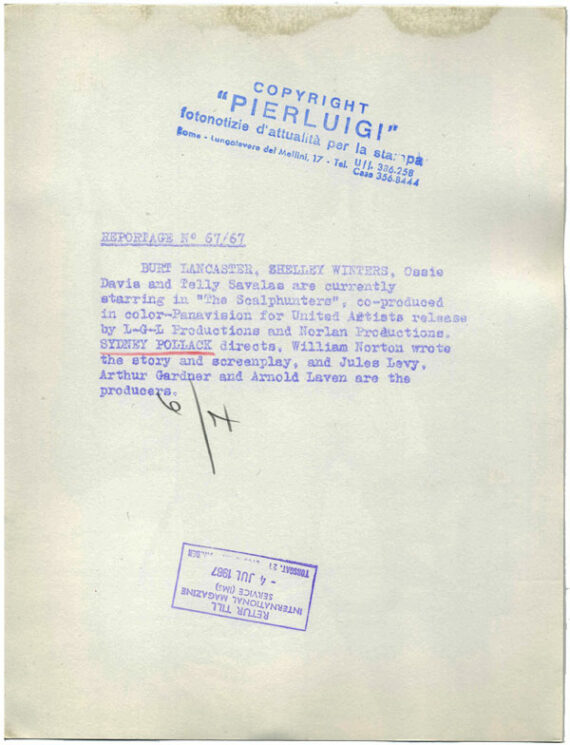 COPYRIGHT
"PIERLUIGI"
fotonotizie d'attualità per la stampa
Rome - Lungotevere dei Mellini, 17 - Tel. Uff. 386.258
Casa 356.8444
REPORTAGE Nº 67/67
BURT LANCASTER, SHELLEY WINTERS, Ossie
Davis and Telly Savalas are currently
starring in "The Scalphunters", co-produced
in color-Panavision for United Artists release
by L-G-L Productions and Norlan Productions.
SYDNEY POLLACK directs, William Norton wrote
the story and screenplay, and Jules Levy,
Arthur Gardner and Arnold Laven are the
producers.
6/7
RETUR TILL
INTERNATIONAL MAGAZINE
SERVICE (IMS)
- 4 JUL 1967